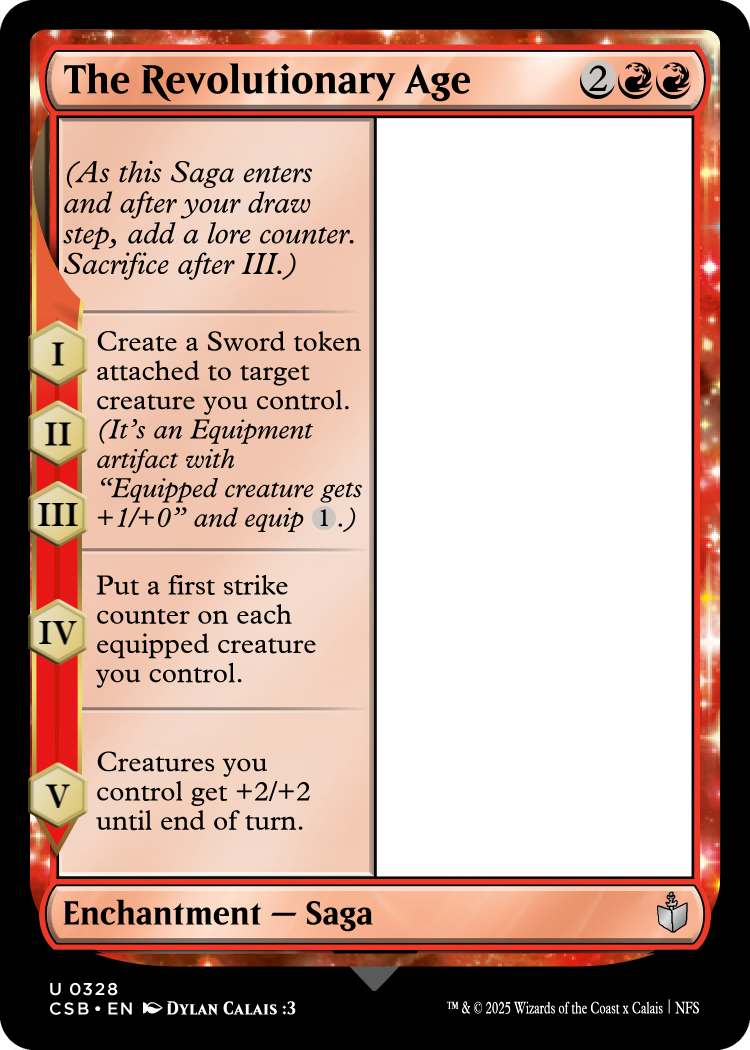 The Revolutionary Age 2
(As this Saga enters
and after your draw
step, add a lore counter.
Sacrifice after III.)
I
II
III
Create a Sword token
attached to target
creature you control.
(It's an Equipment
artifact with
“Equipped creature gets
+1/+0” and equip 1.)
IV
Put a first strike
counter on each
equipped creature
you control.
V
Creatures you
control get +2/+2
until end of turn.
Enchantment — Saga
U 0328
CSB • EN Dylan Calais :3
™ & © 2025 Wizards of the Coast x Calais | NFS